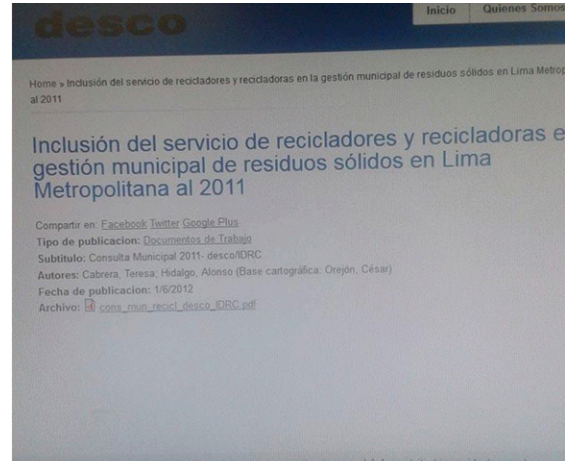 desco
Inicio Quienes Somos
Home » Inclusión del servicio de recicladores y recicladoras en la gestión municipal de residuos sólidos en Lima Metrop
al 2011
Inclusión del servicio de recicladores y recicladoras e
gestión municipal de residuos sólidos en Lima
Metropolitana al 2011
Compartir en: Facebook Twitter Google Plus
Tipo de publicacion: Documentos de Trabajo
Subtitulo: Consulta Municipal 2011- desco/IDRC
Autores: Cabrera, Teresa; Hidalgo, Alonso (Base cartográfica: Orejón, César)
Fecha de publicacion: 1/6/2012
Archivo: cons_mun_recicl_desco_IDRC.pdf